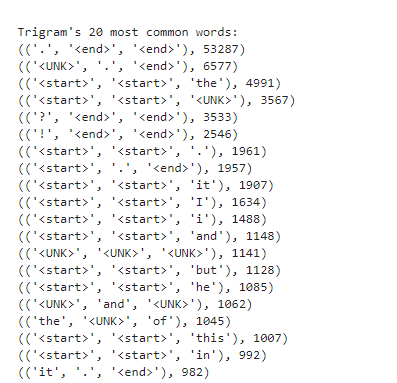 Trigram's 20 most common words:
(('.', '<end>', '<end>'), 53287)
(('<UNK>', '.', '<end>'), 6577)
(('<start>', '<start>', 'the'), 4991)
(('<start>', '<start>', '<UNK>'), 3567)
(('?', '<end>', '<end>'), 3533)
(('!', '<end>', '<end>'), 2546)
(('<start>', '<start>', '.'), 1961)
(('<start>', '.', '<end>'), 1957)
(('<start>', '<start>', 'it'), 1907)
(('<start>', '<start>', 'I'), 1634)
(('<start>', '<start>', 'i'), 1488)
(('<start>', '<start>', 'and'), 1148)
(('<UNK>', '<UNK>', '<UNK>'), 1141)
(('<start>', '<start>', 'but'), 1128)
(('<start>', '<start>', 'he'), 1085)
(('<UNK>', 'and', '<UNK>'), 1062)
(('the', '<UNK>', 'of'), 1045)
(('<start>', '<start>', 'this'), 1007)
(('<start>', '<start>', 'in'), 992)
(('it', '.', '<end>'), 982)